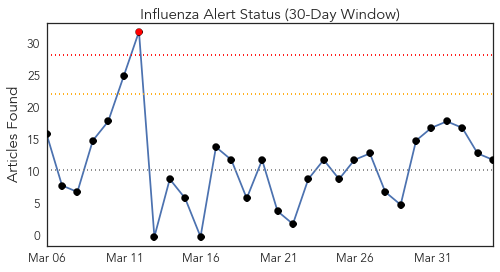 Influenza Alert Status (30-Day Window)
Articles Found
30
25
20
15
10
5
0
Mar 06
Mar 11
Mar 16
Mar 21
Mar 26
Mar 31